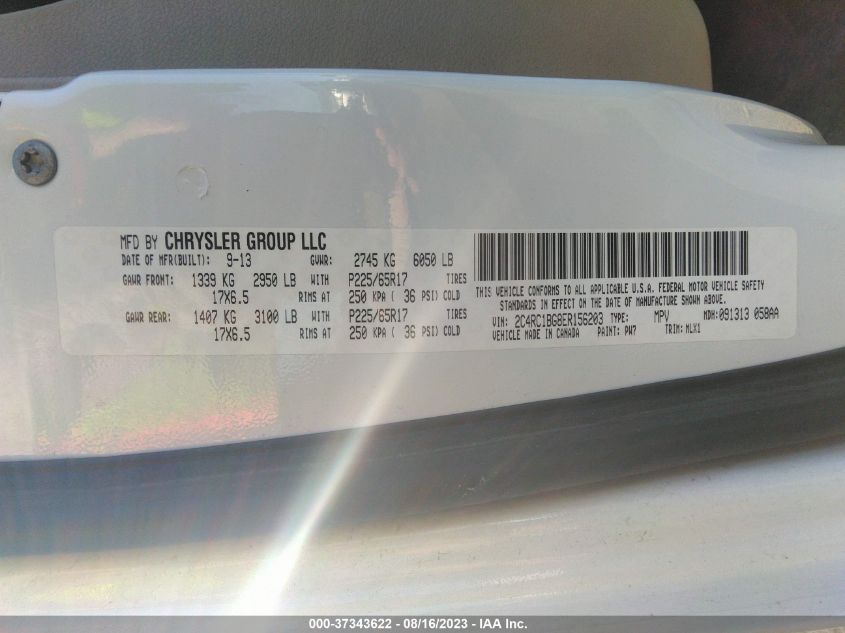 MFD BY CHRYSLER GROUP LLC
DATE OF MFR(BUILT): 9-13 GVWR: 2745 KG 6050 LB
GAWR FRONT: 1339 KG 2950 LB WITH P225/65R17 TIRES
17X6.5 RIMS AT 250 KPA ( 36 PSI) COLD
GAWR REAR: 1407 KG 3100 LB WITH P225/65R17 TIRES
17X6.5 RIMS AT 250 KPA ( 36 PSI) COLD
THIS VEHICLE CONFORMS TO ALL APPLICABLE U.S.A. FEDERAL MOTOR VEHICLE SAFETY
STANDARDS IN EFFECT ON THE DATE OF MANUFACTURE SHOWN ABOVE.
VIN: 2C4RC1BG8ER156203 TYPE: MPV MDH: 091313 058AA
VEHICLE MADE IN CANADA PAINT: PW7 TRIM: MLX1
000-37343622 - 08/16/2023 - IAA Inc.